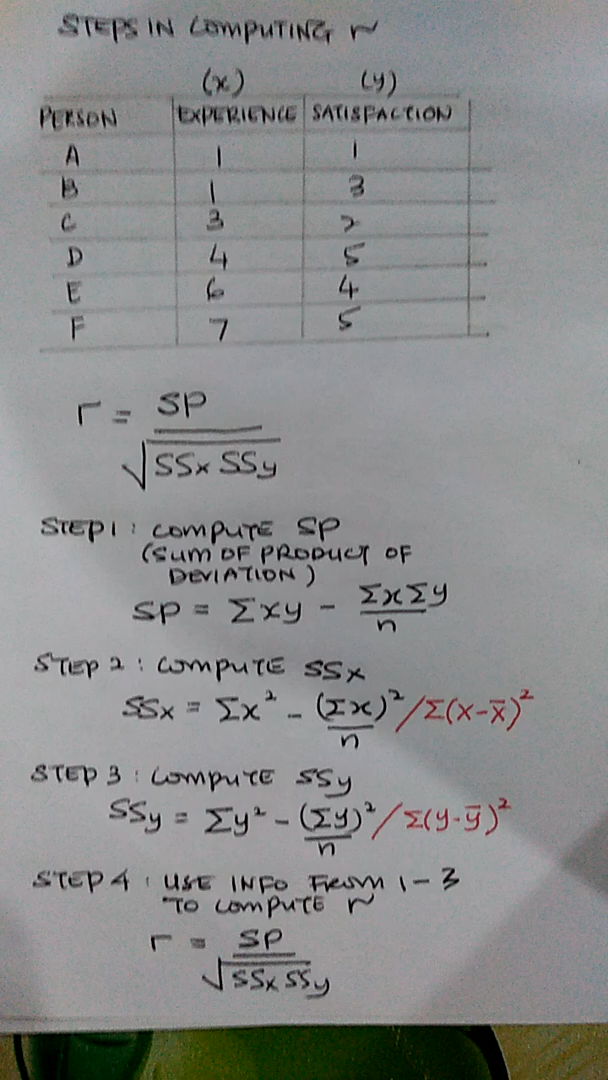 STEPS IN COMPUTING r
(x) (y)
PERSON EXPERIENCE SATISFACTION
A 1 1
B 1 3
C 3 2
D 4 5
E 6 4
F 7 5
r = SP
√SSx SSy
STEP 1 : COMPUTE SP
(SUM OF PRODUCT OF
DEVIATION)
SP = Σxy - ΣxΣy
n
STEP 2 : COMPUTE SSx
SSx = Σx² - (Σx)² / Σ(x-x̄)²
n
STEP 3 : COMPUTE SSy
SSy = Σy² - (Σy)² / Σ(y-ȳ)²
n
STEP 4 : USE INFO FROM 1 - 3
TO COMPUTE r
r = SP
√SSx SSy